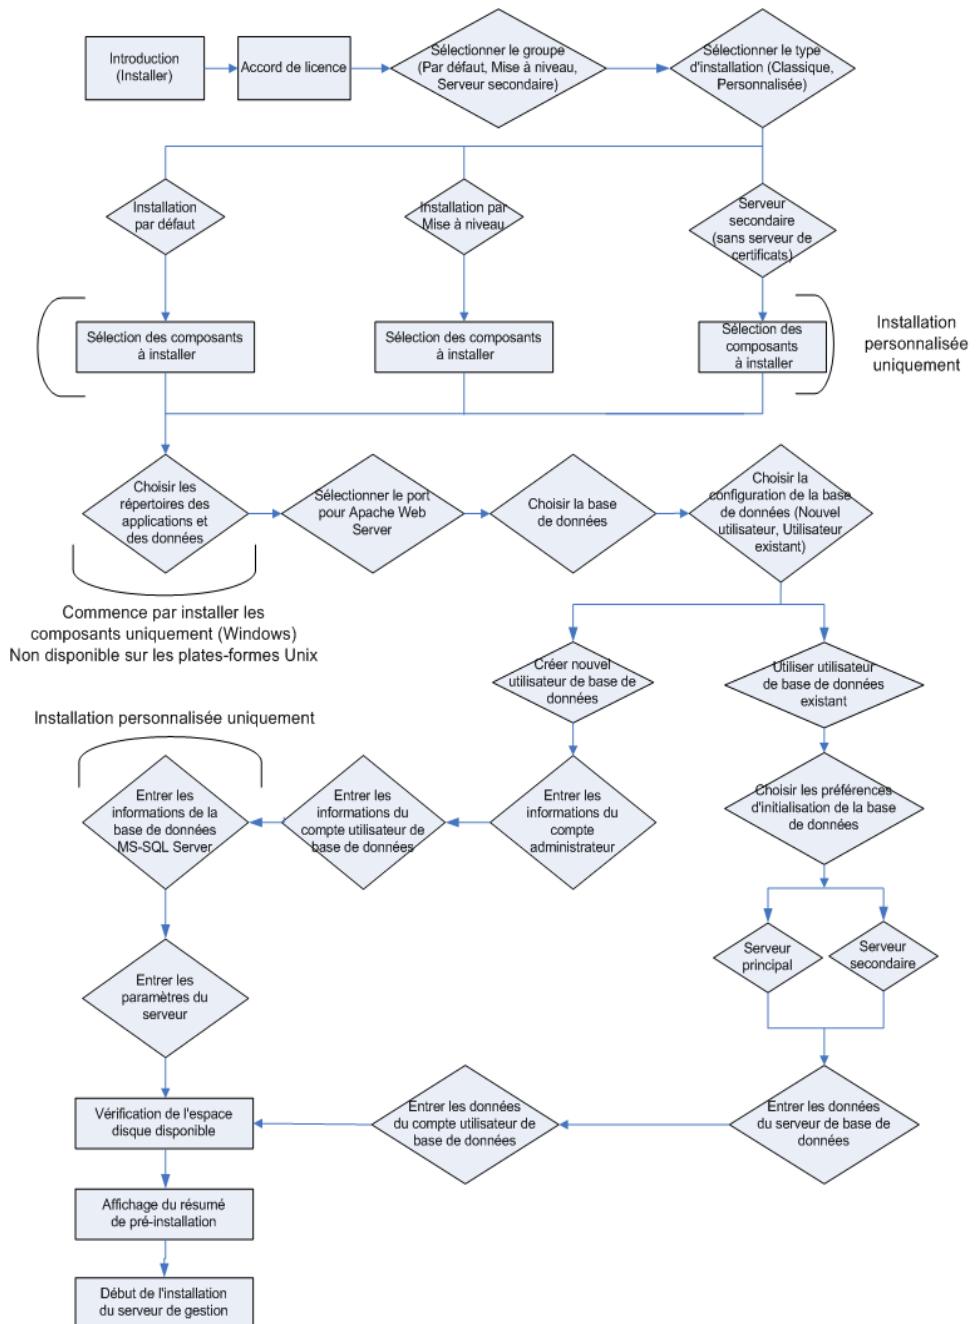 Introduction
(Installer)
Accord de licence
Sélectionner le groupe
(Par défaut, Mise à niveau,
Serveur secondaire)
Sélectionner le type
d'installation (Classique,
Personnalisée)
Installation
par défaut
Installation par
Mise à niveau
Serveur
secondaire
(sans serveur de
certificats)
Sélection des composants
à installer
Sélection des composants
à installer
Sélection des
composants
à installer
Installation
personnalisée
uniquement
Choisir les
répertoires des
applications et
des données
Sélectionner le port
pour Apache Web
Server
Choisir la base
de données
Choisir la
configuration de la base
de données (Nouvel
utilisateur, Utilisateur
existant)
Commence par installer les
composants uniquement (Windows)
Non disponible sur les plates-formes Unix
Créer nouvel
utilisateur de base de
données
Utiliser utilisateur
de base de données
existant
Installation personnalisée uniquement
Entrer les
informations de la
base de données
MS-SQL Server
Entrer les
informations du
compte utilisateur de
base de données
Entrer les
informations du
compte
administrateur
Choisir les préférences
d'initialisation de la base
de données
Serveur
principal
Serveur
secondaire
Entrer les
paramètres du
serveur
Vérification de l'espace
disque disponible
Entrer les données
du compte utilisateur de
base de données
Entrer les données
du serveur de base de
données
Affichage du résumé
de pré-installation
Début de l'installation
du serveur de gestion